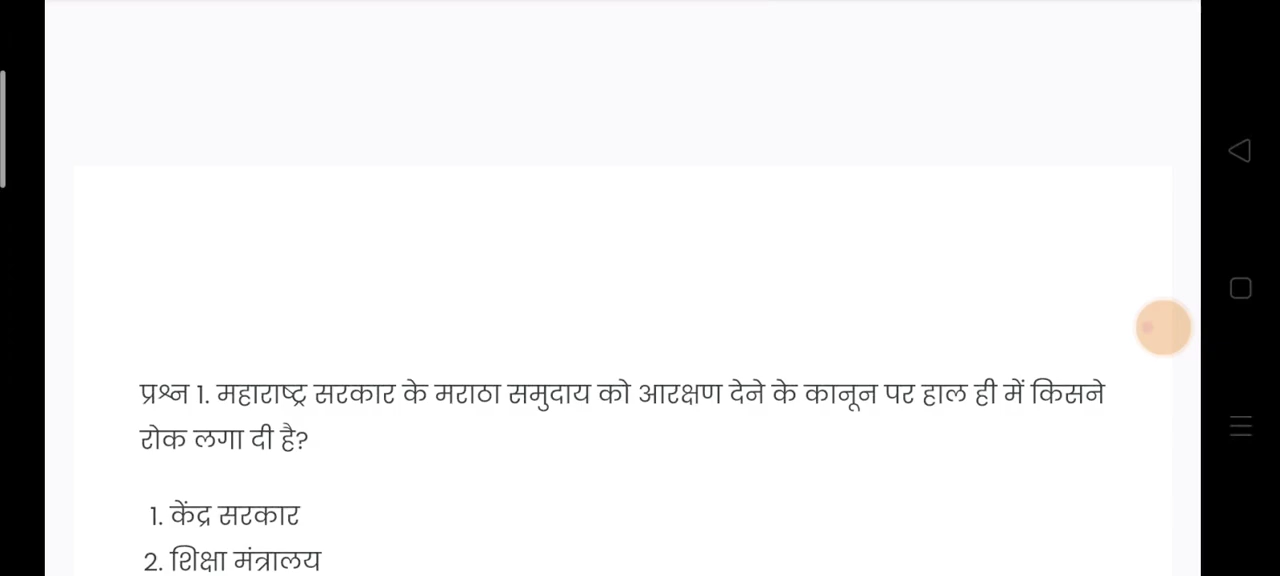 प्रश्न 1. महाराष्ट्र सरकार के मराठा समुदाय को आरक्षण देने के कानून पर हाल ही में किसने
रोक लगा दी है?
1. केंद्र सरकार
2. शिक्षा मंत्रालय